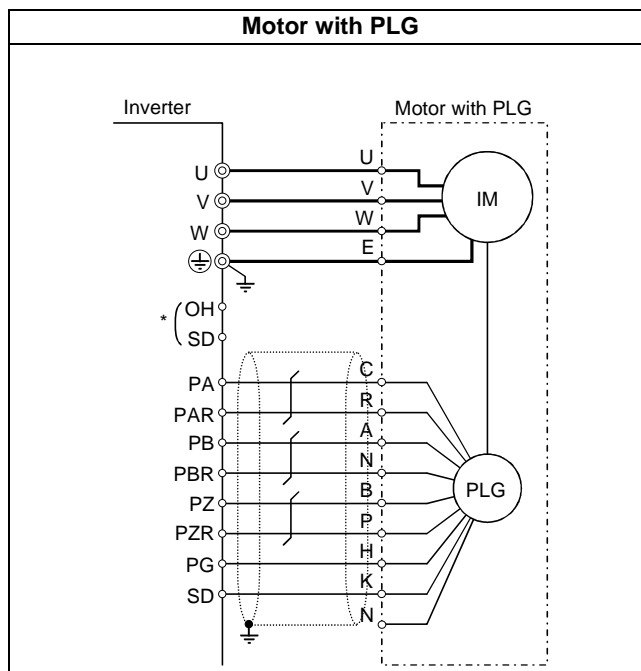 Motor with PLG
Inverter Motor with PLG
U U
V V
W W
E
IM
* OH
SD
PA C
PAR R
PB A
PBR N
PZ B
PLG
PZR P
PG H
SD K
N